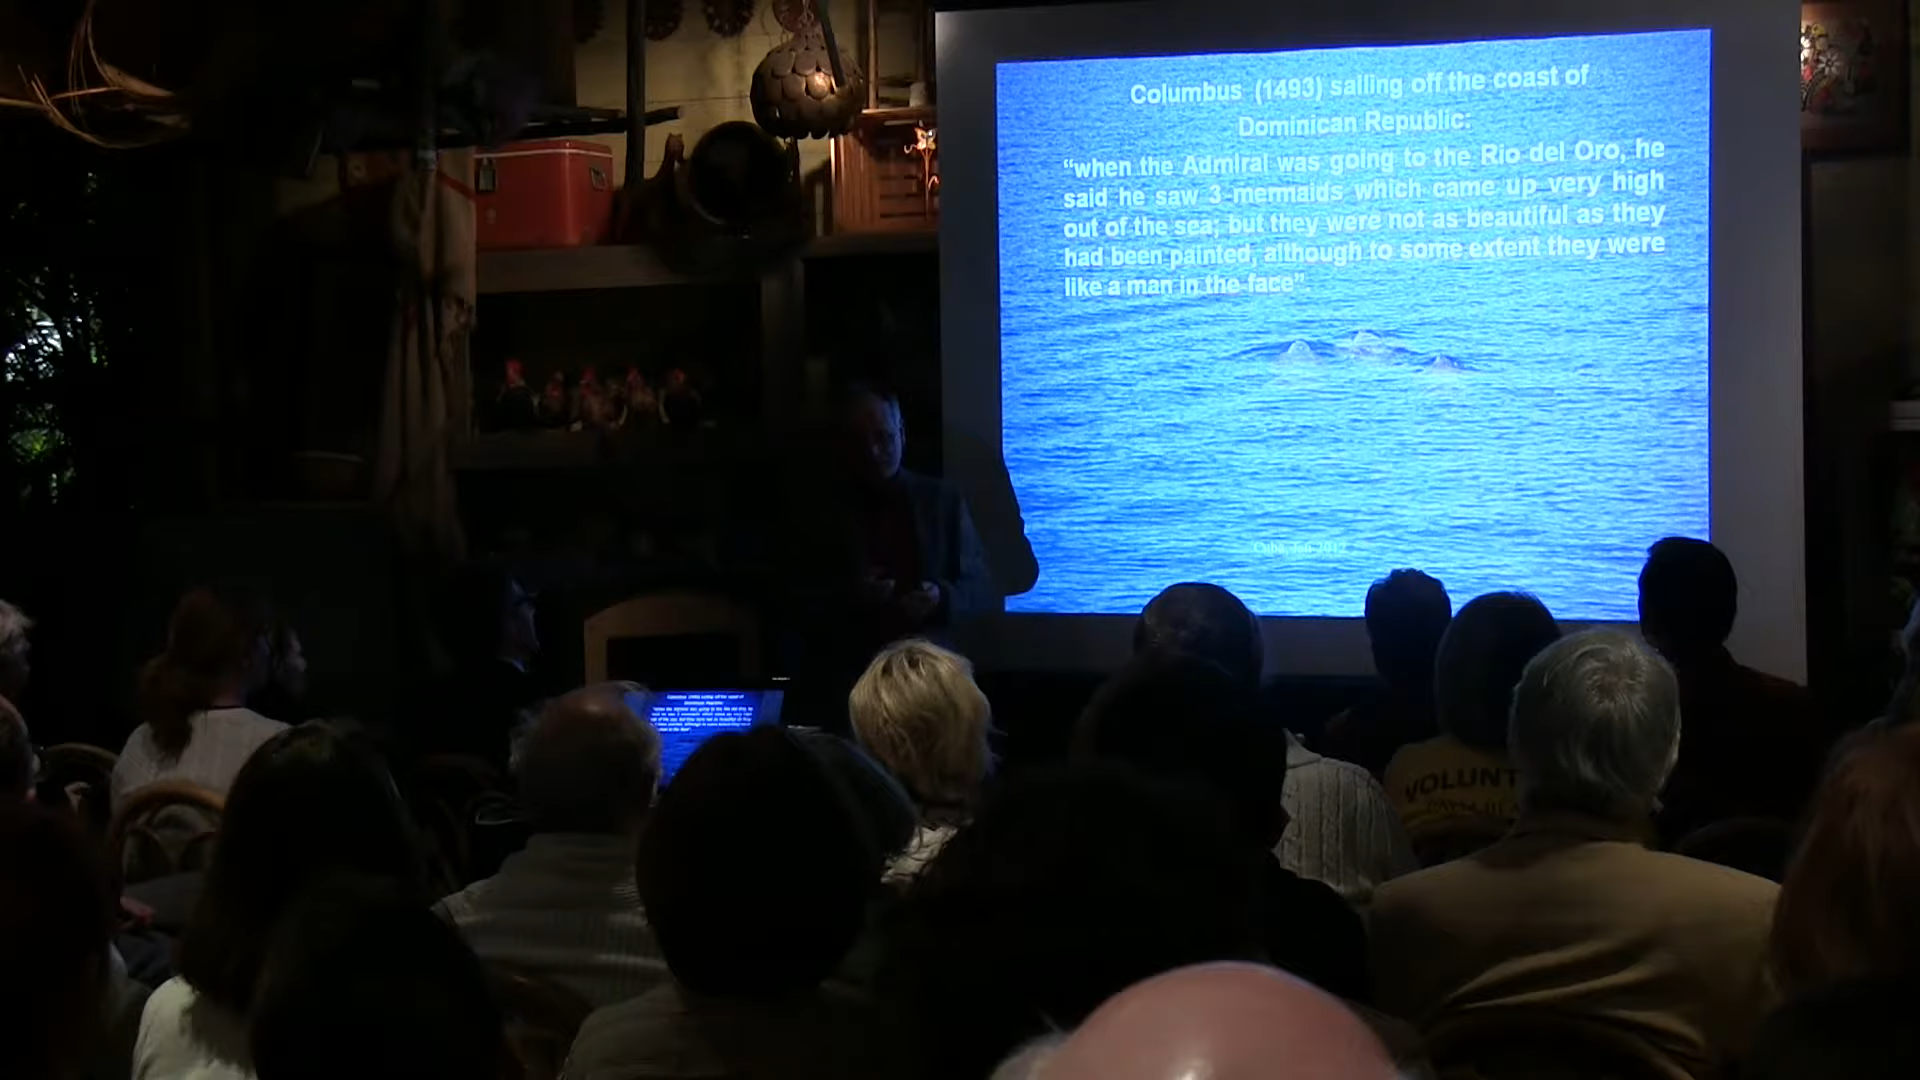 Columbus (1493) sailing off the coast of
Dominican Republic:
“when the Admiral was going to the Rio del Oro, he
said he saw 3 mermaids which came up very high
out of the sea; but they were not as beautiful as they
had been painted, although to some extent they were
like a man in the face”.
VOLUNT